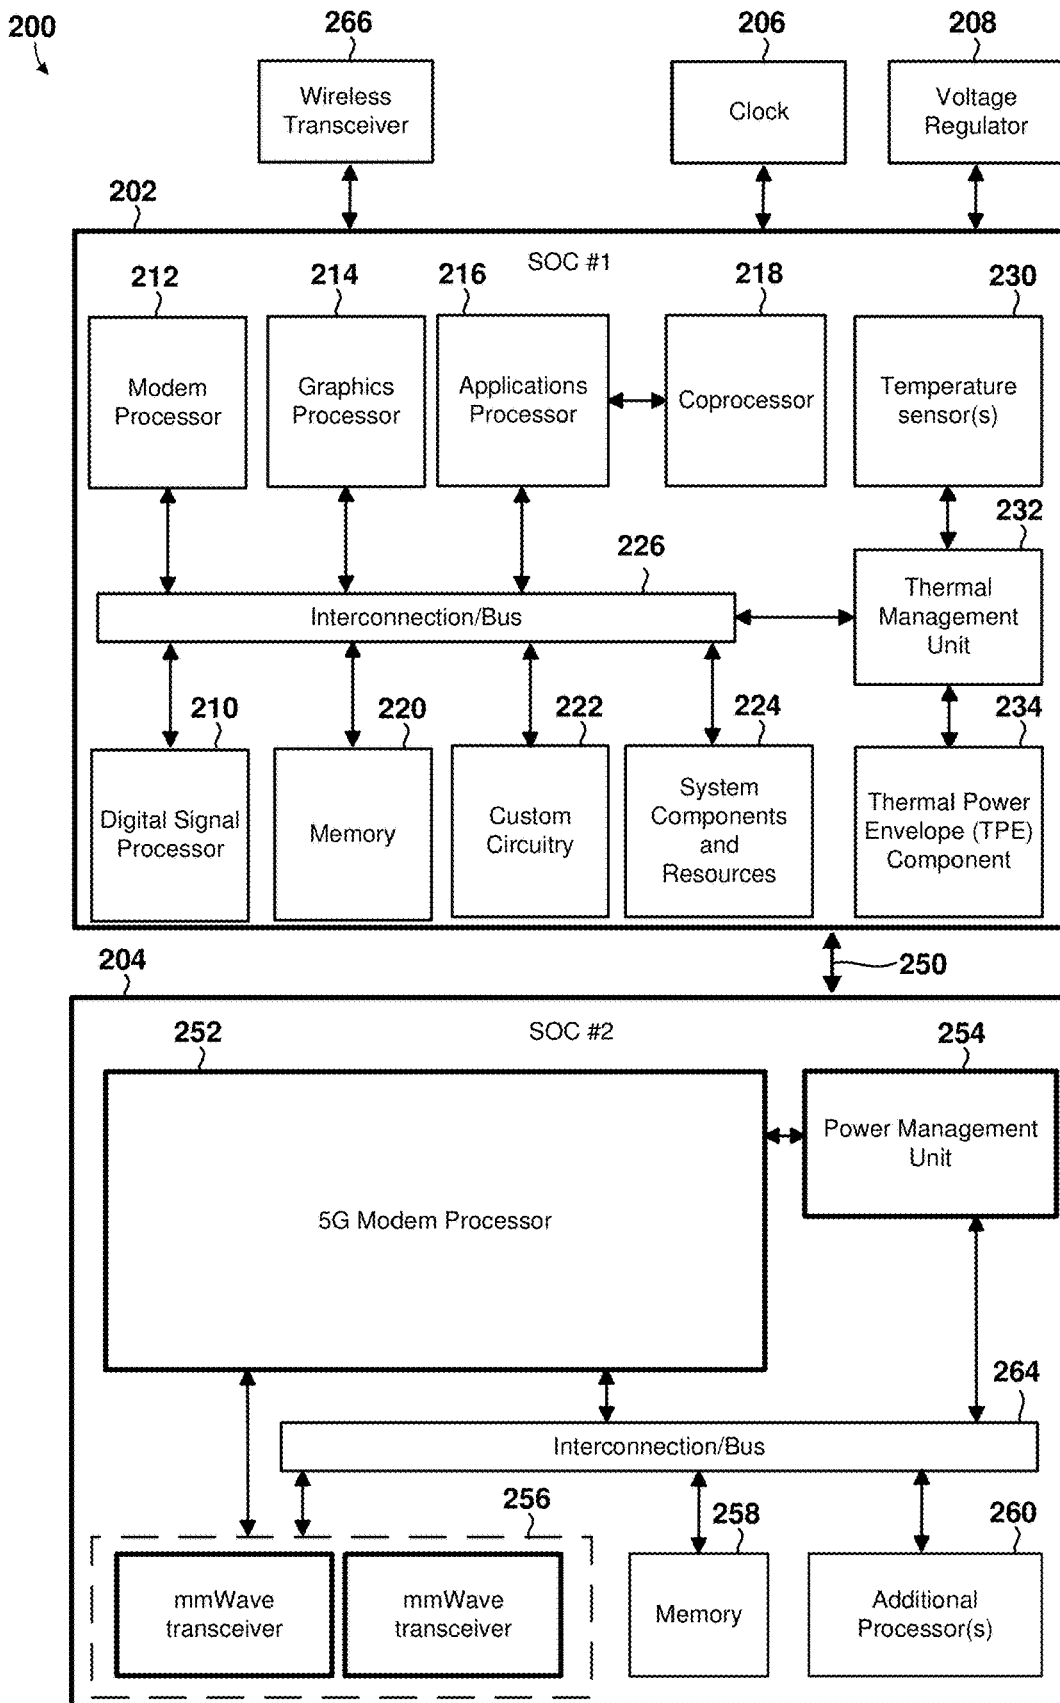 200
266
206
208
Wireless
Transceiver
Clock
Voltage
Regulator
202
SOC #1
212
214
216
218
230
Modem
Processor
Graphics
Processor
Applications
Processor
Coprocessor
Temperature
sensor(s)
232
226
Interconnection/Bus
Thermal
Management
Unit
210
220
222
224
234
Digital Signal
Processor
Memory
Custom
Circuitry
System
Components
and
Resources
Thermal Power
Envelope (TPE)
Component
204
250
SOC #2
252
254
5G Modem Processor
Power Management
Unit
264
Interconnection/Bus
256
258
260
mmWave
transceiver
mmWave
transceiver
Memory
Additional
Processor(s)